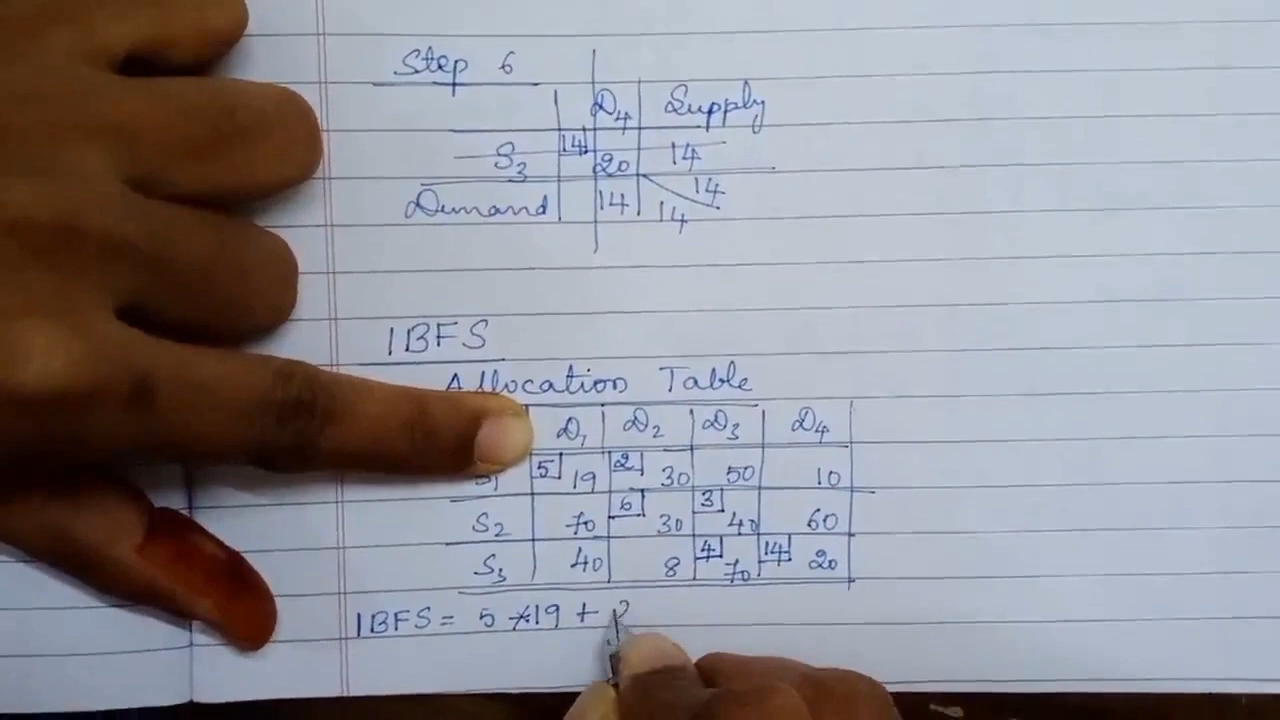 Step 6
D4 Supply
S3 14 20 14
Demand 14 14 14
IBFS
Allocation Table
D1 D2 D3 D4
S1 5 19 2 30 50 10
S2 70 6 30 3 40 60
S3 40 8 4 70 14 20
IBFS = 5 * 19 +